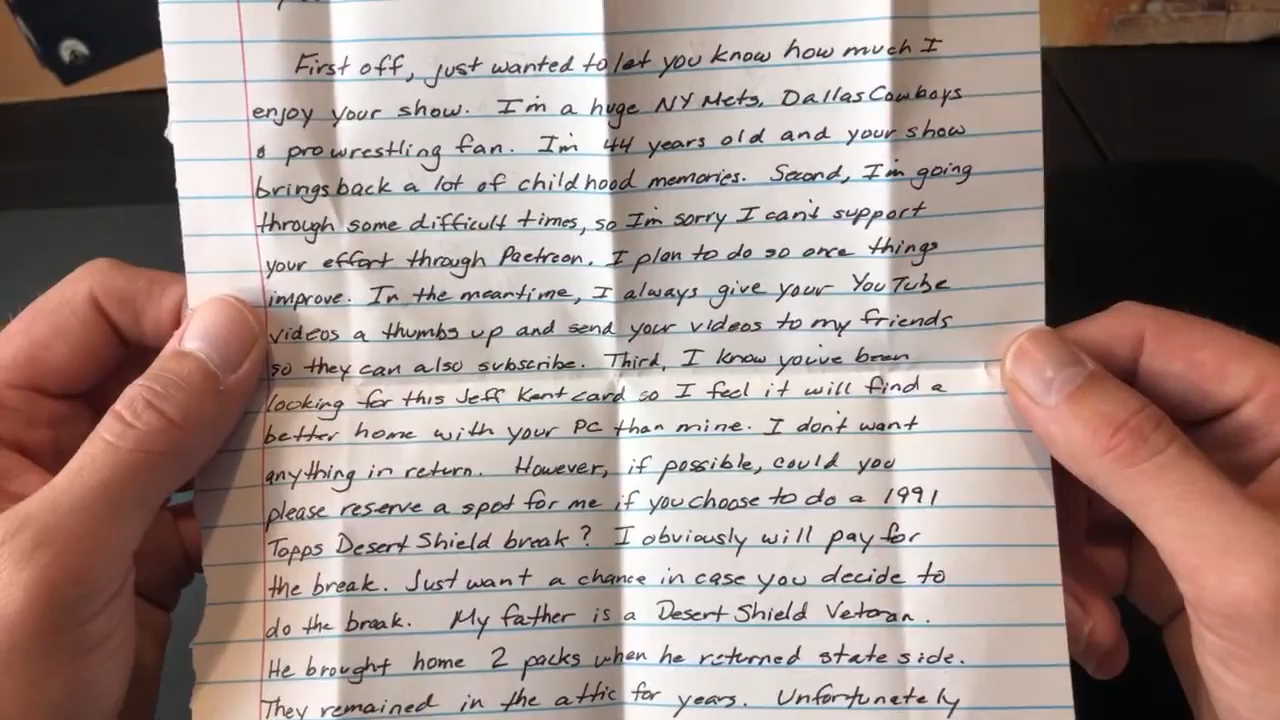 First off, just wanted to let you know how much I
enjoy your show. I'm a huge NY Mets, Dallas Cowboys
& pro wrestling fan. I'm 44 years old and your show
brings back a lot of childhood memories. Second, I'm going
through some difficult times, so I'm sorry I can't support
your effort through Paetreon. I plan to do so once things
improve. In the meantime, I always give your YouTube
videos a thumbs up and send your videos to my friends
so they can also subscribe. Third, I know you've been
looking for this Jeff Kent card so I feel it will find a
better home with your PC than mine. I don't want
anything in return. However, if possible, could you
please reserve a spot for me if you choose to do a 1991
Topps Desert Shield break? I obviously will pay for
the break. Just want a chance in case you decide to
do the break. My father is a Desert Shield Vetoran.
He brought home 2 packs when he returned state side.
They remained in the attic for years. Unfortunately